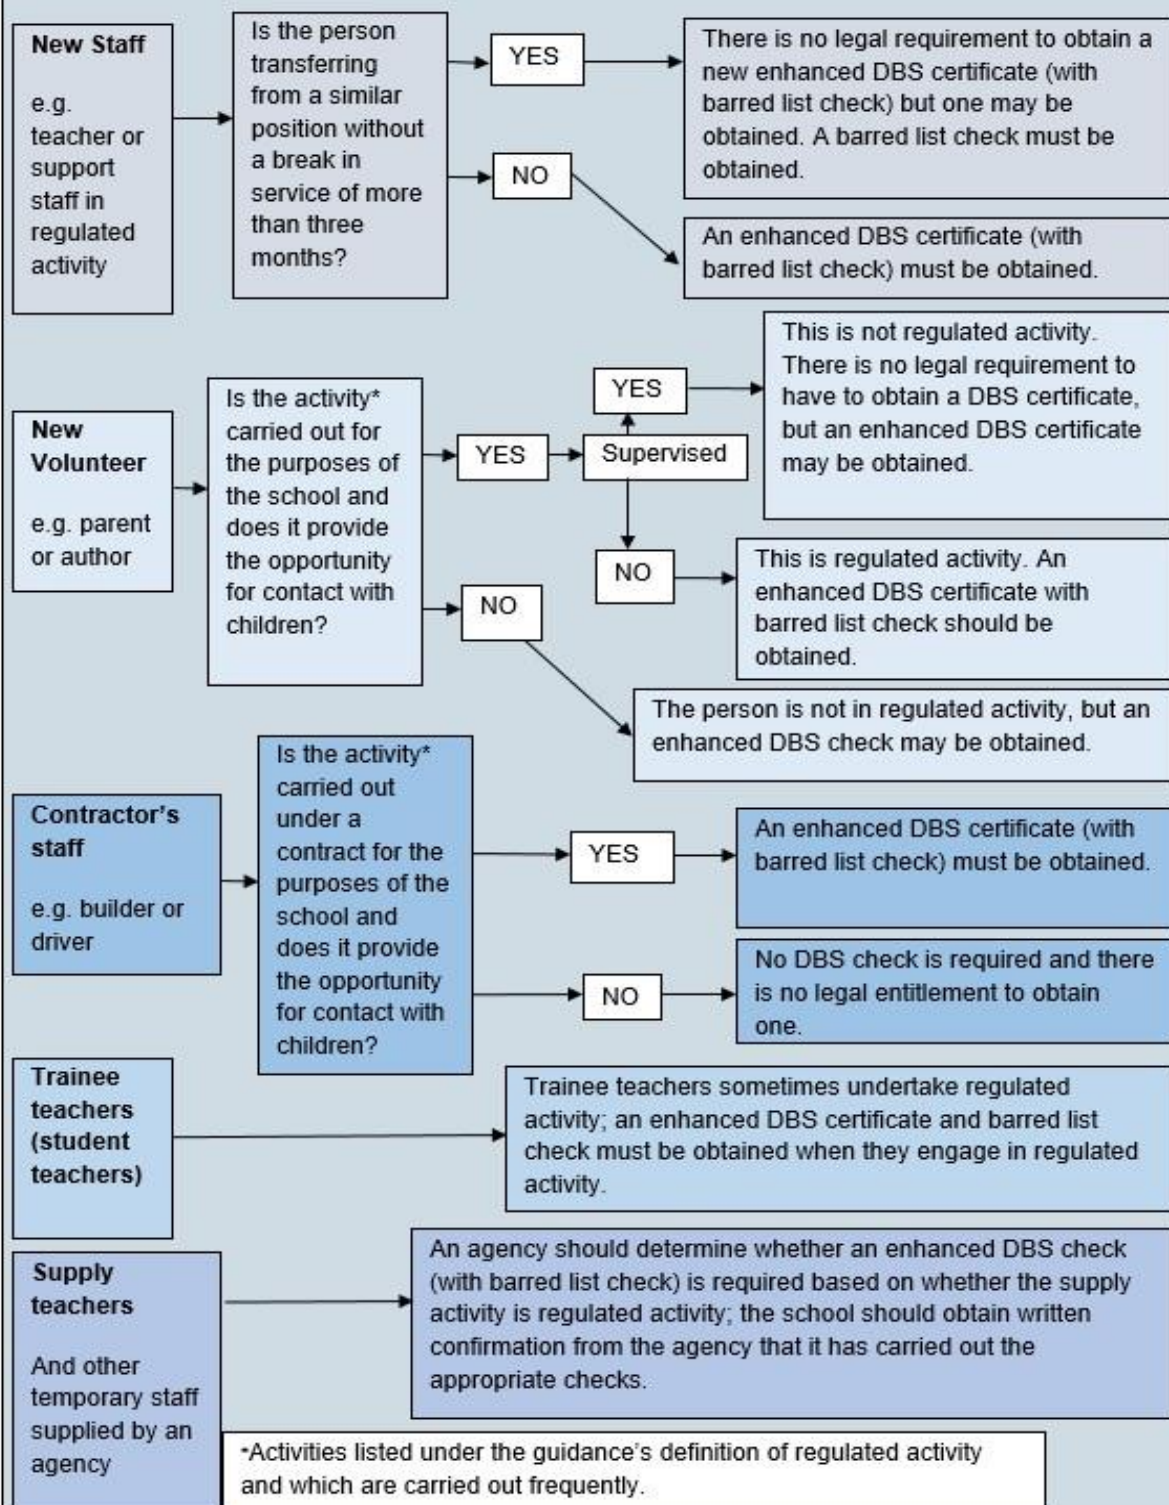 New Staff
e.g.
teacher or
support
staff in
regulated
activity
Is the person
transferring
from a similar
position without
a break in
service of more
than three
months?
YES
There is no legal requirement to obtain a
new enhanced DBS certificate (with
barred list check) but one may be
obtained. A barred list check must be
obtained.
NO
An enhanced DBS certificate (with
barred list check) must be obtained.
New
Volunteer
e.g. parent
or author
Is the activity*
carried out for
the purposes of
the school and
does it provide
the opportunity
for contact with
children?
YES
Supervised
YES
This is not regulated activity.
There is no legal requirement to
have to obtain a DBS certificate,
but an enhanced DBS certificate
may be obtained.
NO
This is regulated activity. An
enhanced DBS certificate with
barred list check should be
obtained.
NO
The person is not in regulated activity, but an
enhanced DBS check may be obtained.
Contractor's
staff
e.g. builder or
driver
Is the activity*
carried out
under a
contract for the
purposes of the
school and
does it provide
the opportunity
for contact with
children?
YES
An enhanced DBS certificate (with
barred list check) must be obtained.
NO
No DBS check is required and there
is no legal entitlement to obtain
one.
Trainee
teachers
(student
teachers)
Trainee teachers sometimes undertake regulated
activity; an enhanced DBS certificate and barred list
check must be obtained when they engage in regulated
activity.
Supply
teachers
And other
temporary staff
supplied by an
agency
An agency should determine whether an enhanced DBS check
(with barred list check) is required based on whether the supply
activity is regulated activity; the school should obtain written
confirmation from the agency that it has carried out the
appropriate checks.
*Activities listed under the guidance's definition of regulated activity
and which are carried out frequently.